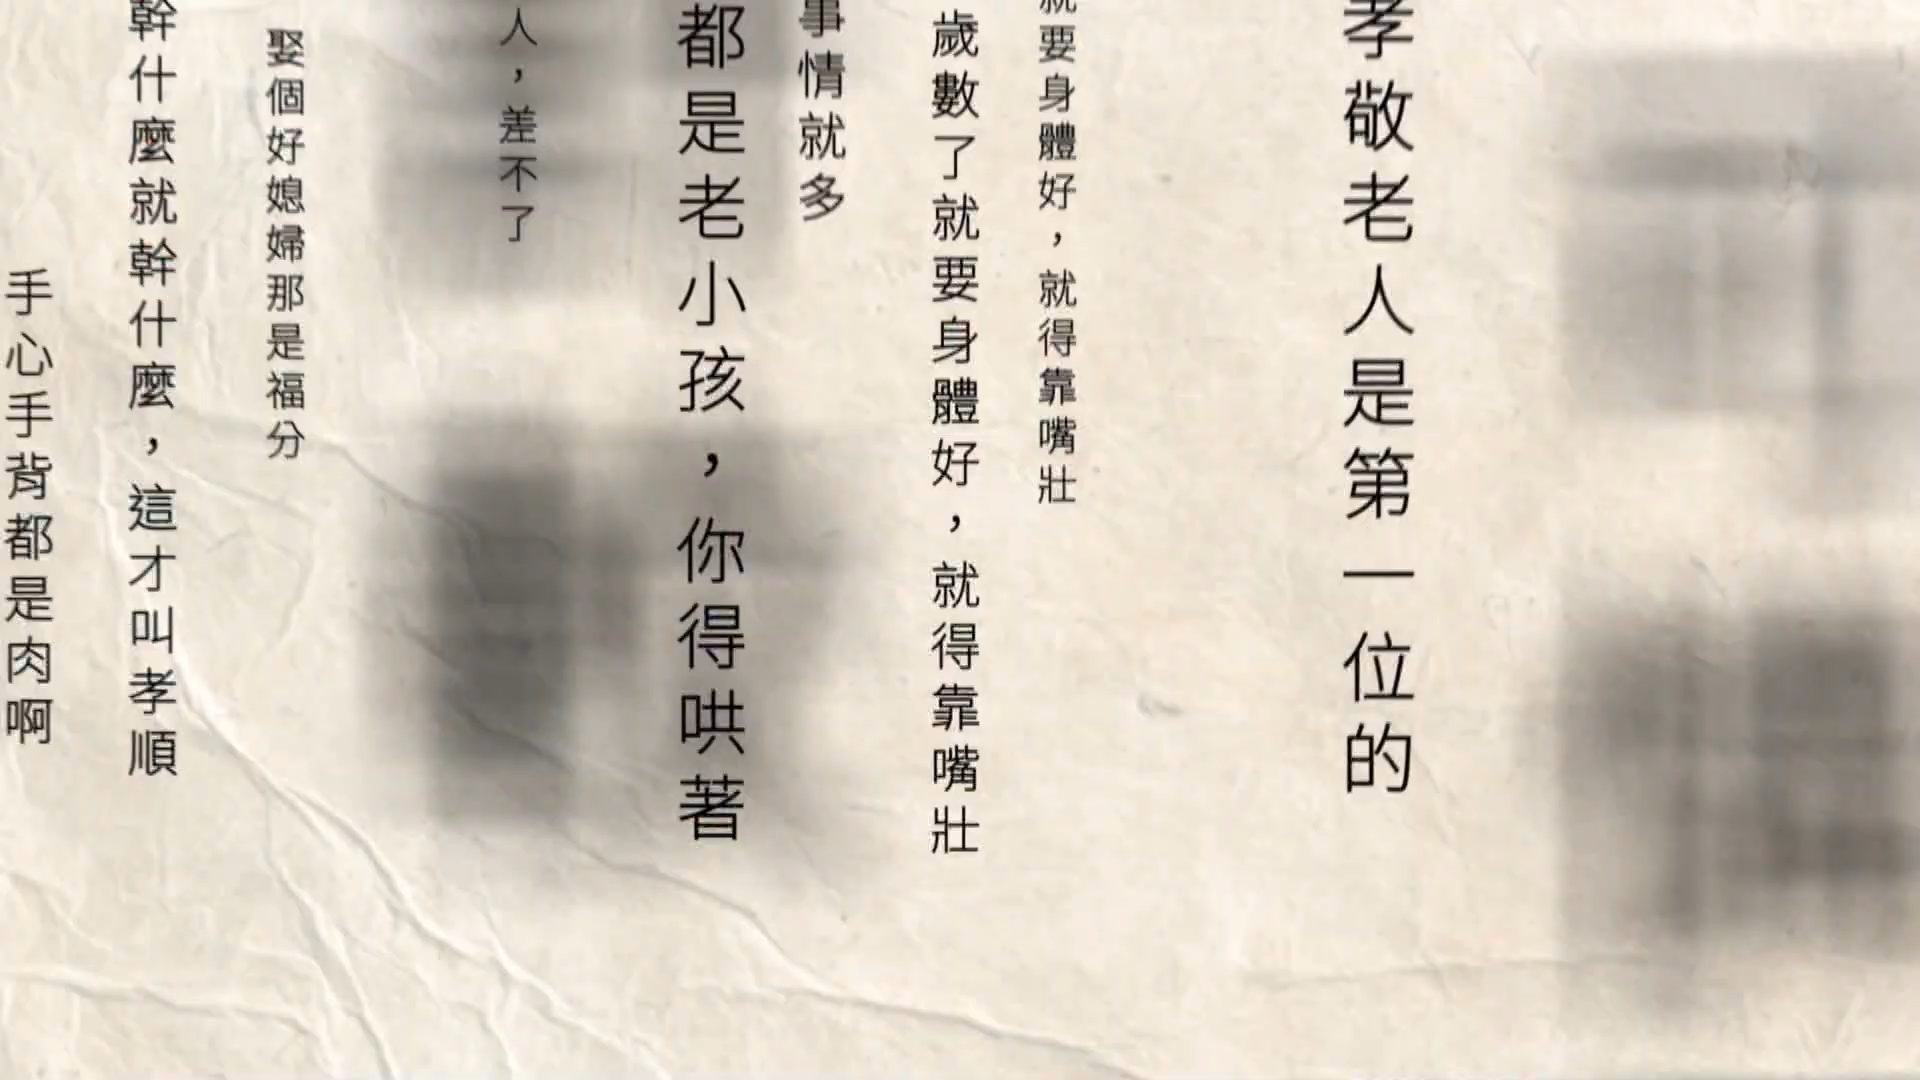 孝敬老人是第一位的
就要身體好，就得靠嘴壯
歲數了就要身體好，就得靠嘴壯
事情就多
都是老小孩，你得哄著
人，差不了
娶個好媳婦那是福分
幹什麼就幹什麼，這才叫孝順
手心手背都是肉啊